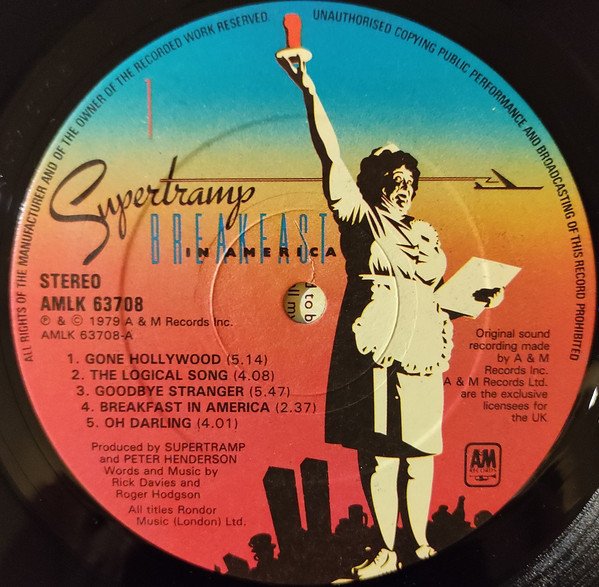 ALL RIGHTS OF THE MANUFACTURER AND OF THE OWNER OF THE RECORDED WORK RESERVED. UNAUTHORISED COPYING PUBLIC PERFORMANCE AND BROADCASTING OF THIS RECORD PROHIBITED
1
Supertramp
BREAKFAST
IN AMERICA
STEREO
AMLK 63708
℗ & © 1979 A & M Records Inc.
AMLK 63708-A
1. GONE HOLLYWOOD (5.14)
2. THE LOGICAL SONG (4.08)
3. GOODBYE STRANGER (5.47)
4. BREAKFAST IN AMERICA (2.37)
5. OH DARLING (4.01)
Produced by SUPERTRAMP
and PETER HENDERSON
Words and Music by
Rick Davies and
Roger Hodgson
All titles Rondor
Music (London) Ltd.
Original sound
recording made
by A & M
Records Inc.
A & M Records Ltd.
are the exclusive
licensees for
the UK.
AM
RECORDS